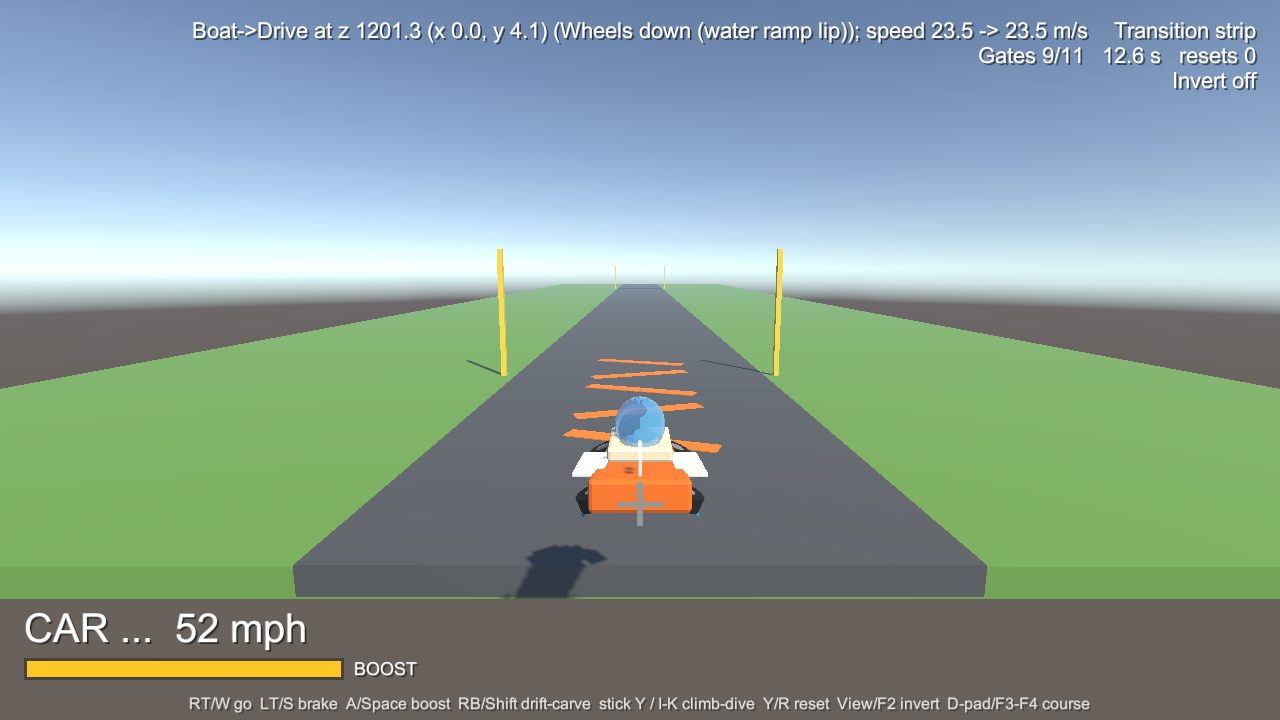 Boat->Drive at z 1201.3 (x 0.0, y 4.1) (Wheels down (water ramp lip)); speed 23.5 -> 23.5 m/s Transition strip
Gates 9/11 12.6 s resets 0
Invert off
CAR ... 52 mph
BOOST
RT/W go LT/S brake A/Space boost RB/Shift drift-carve stick Y / I-K climb-dive Y/R reset View/F2 invert D-pad/F3-F4 course